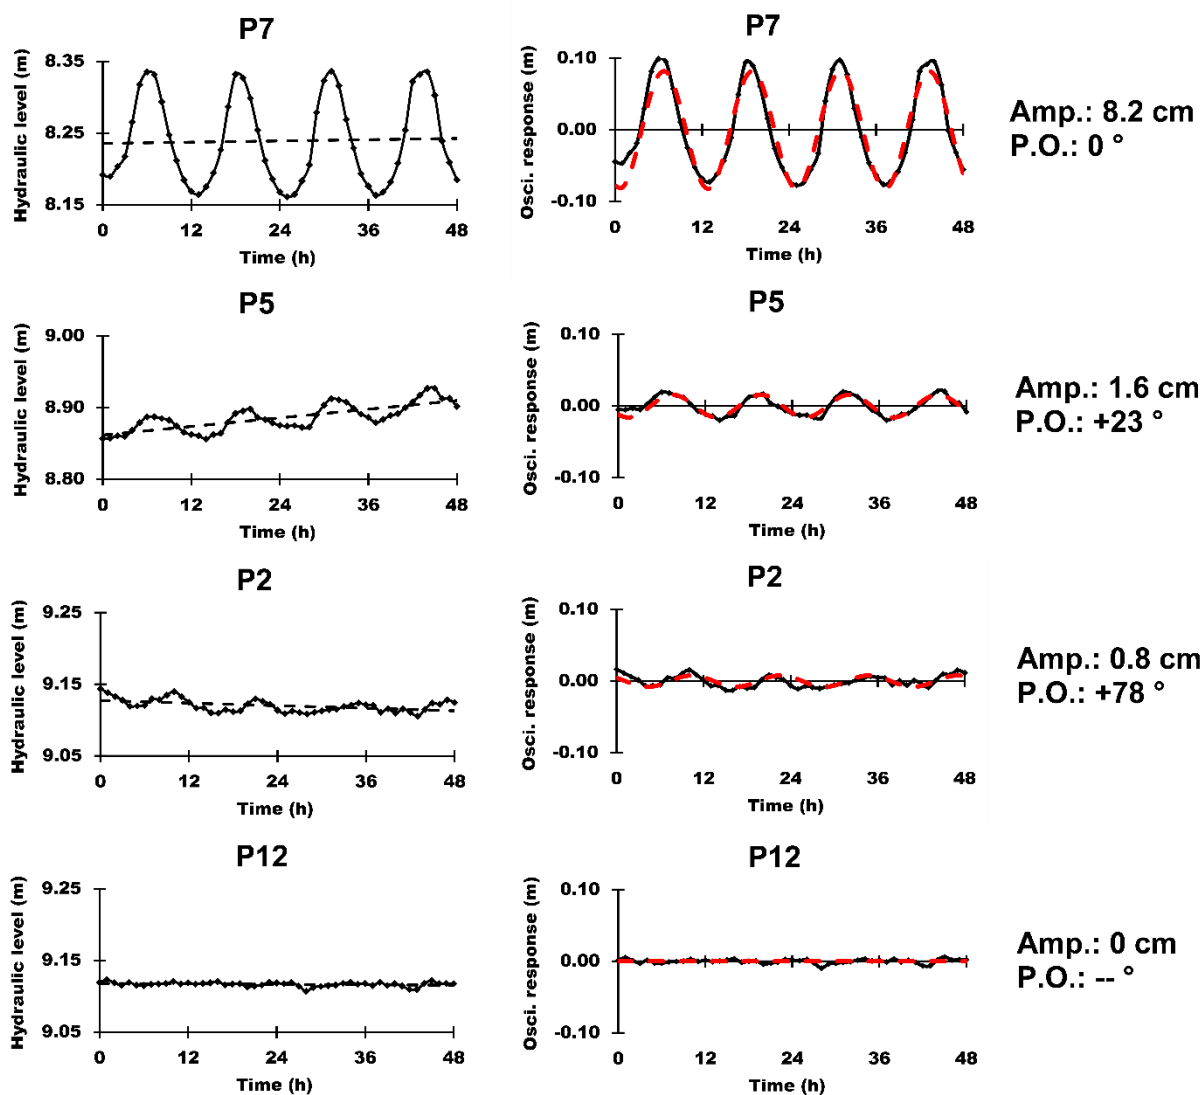 P7
Hydraulic level (m)
8.35
8.25
8.15
0 12 24 36 48
Time (h)
P7
Osci. response (m)
0.10
0.00
-0.10
0 12 24 36 48
Time (h)
Amp.: 8.2 cm
P.O.: 0 °
P5
Hydraulic level (m)
9.00
8.90
8.80
0 12 24 36 48
Time (h)
P5
Osci. response (m)
0.10
0.00
-0.10
0 12 24 36 48
Time (h)
Amp.: 1.6 cm
P.O.: +23 °
P2
Hydraulic level (m)
9.25
9.15
9.05
0 12 24 36 48
Time (h)
P2
Osci. response (m)
0.10
0.00
-0.10
0 12 24 36 48
Time (h)
Amp.: 0.8 cm
P.O.: +78 °
P12
Hydraulic level (m)
9.25
9.15
9.05
0 12 24 36 48
Time (h)
P12
Osci. response (m)
0.10
0.00
-0.10
0 12 24 36 48
Time (h)
Amp.: 0 cm
P.O.: -- °